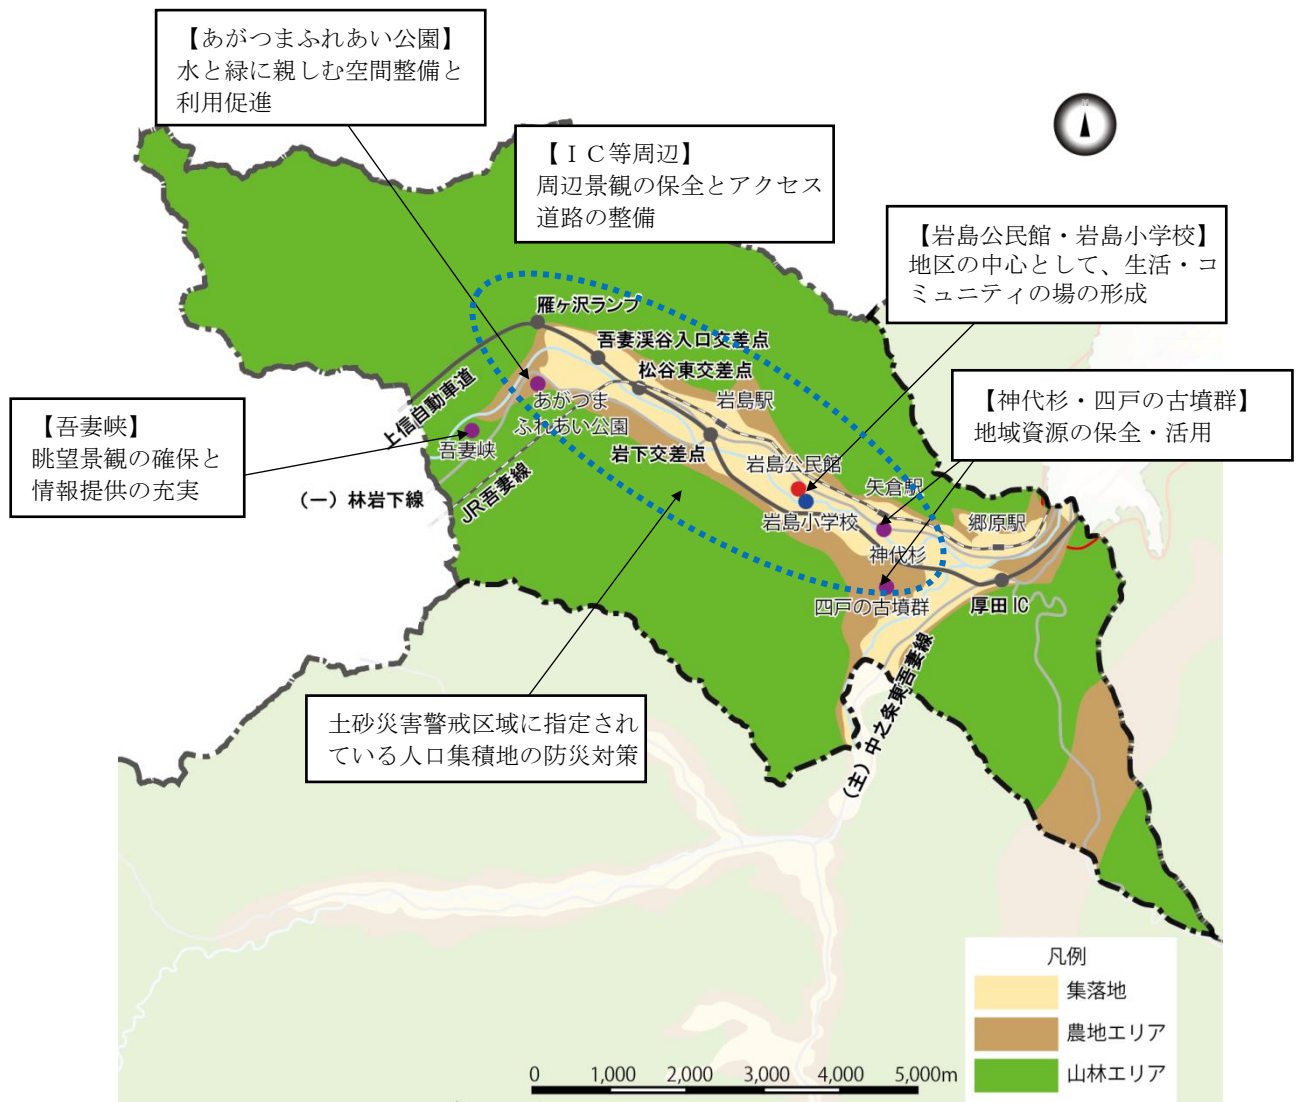 【あがつまふれあい公園】
水と緑に親しむ空間整備と
利用促進
【ＩＣ等周辺】
周辺景観の保全とアクセス
道路の整備
【岩島公民館・岩島小学校】
地区の中心として、生活・コ
ミュニティの場の形成
【神代杉・四戸の古墳群】
地域資源の保全・活用
【吾妻峡】
眺望景観の確保と
情報提供の充実
土砂災害警戒区域に指定され
ている人口集積地の防災対策
雁ヶ沢ランプ
吾妻渓谷入口交差点
松谷東交差点
岩島駅
上信自動車道
あがつま
ふれあい公園
吾妻峡
岩下交差点
岩島公民館
矢倉駅
（一）林岩下線
JR吾妻線
岩島小学校
郷原駅
神代杉
四戸の古墳群
厚田 IC
（主）中之条東吾妻線
凡例
集落地
農地エリア
山林エリア
0 1,000 2,000 3,000 4,000 5,000m